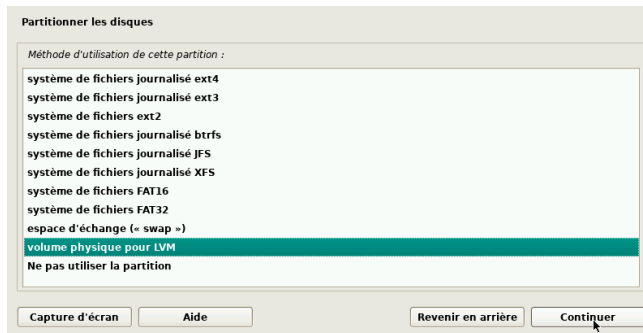 Partitionner les disques
Méthode d'utilisation de cette partition :
système de fichiers journalisé ext4
système de fichiers journalisé ext3
système de fichiers ext2
système de fichiers journalisé btrfs
système de fichiers journalisé JFS
système de fichiers journalisé XFS
système de fichiers FAT16
système de fichiers FAT32
espace d'échange (« swap »)
volume physique pour LVM
Ne pas utiliser la partition
Capture d'écran Aide Revenir en arrière Continuer